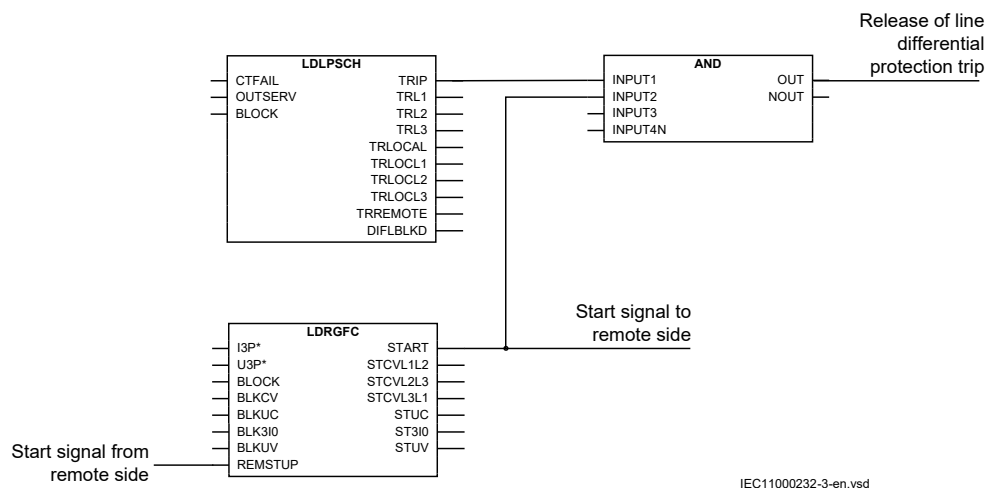 Release of line
differential
protection trip
LDLPSCH
CTFAIL TRIP
OUTSERV TRL1
BLOCK TRL2
TRL3
TRLOCAL
TRLOCL1
TRLOCL2
TRLOCL3
TRREMOTE
DIFLBLKD
AND
INPUT1 OUT
INPUT2 NOUT
INPUT3
INPUT4N
Start signal to
remote side
LDRGFC
I3P* START
U3P* STCVL1L2
BLOCK STCVL2L3
BLKCV STCVL3L1
BLKUC STUC
BLK3I0 ST3I0
BLKUV STUV
REMSTUP
Start signal from
remote side
IEC11000232-3-en.vsd